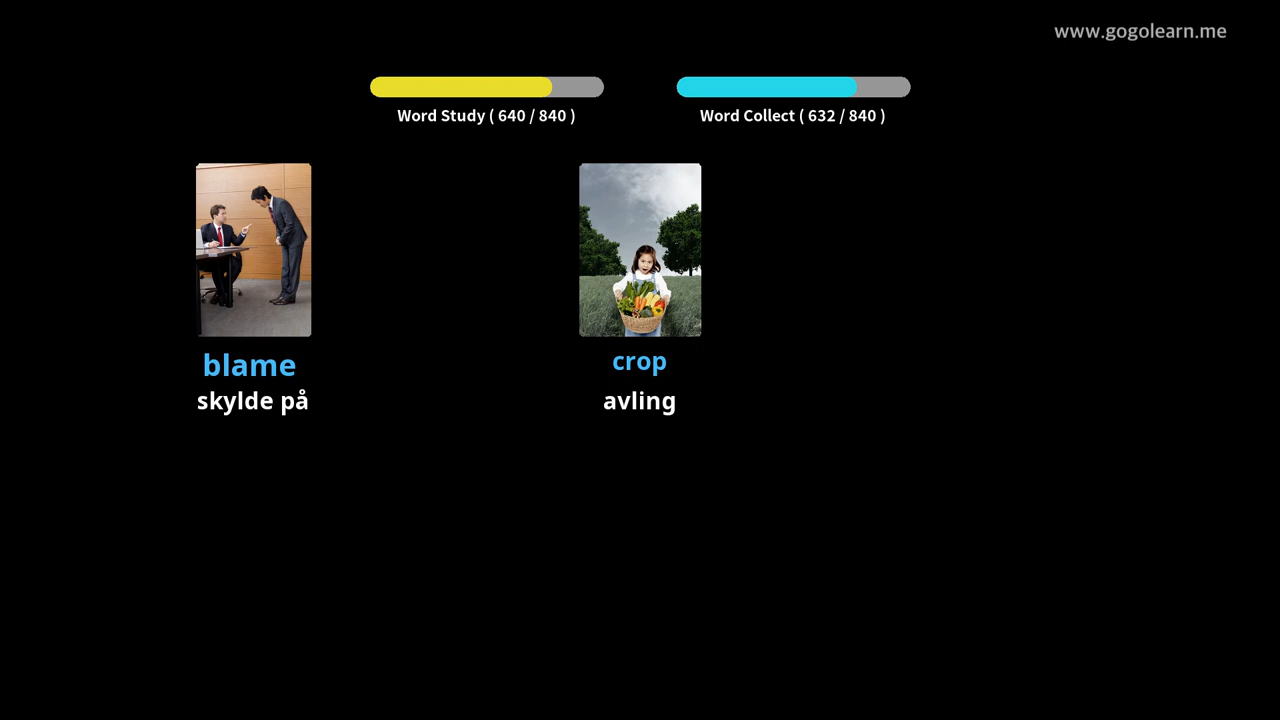 www.gogolearn.me
Word Study ( 640 / 840 )
Word Collect ( 632 / 840 )
blame
skylde på
crop
avling